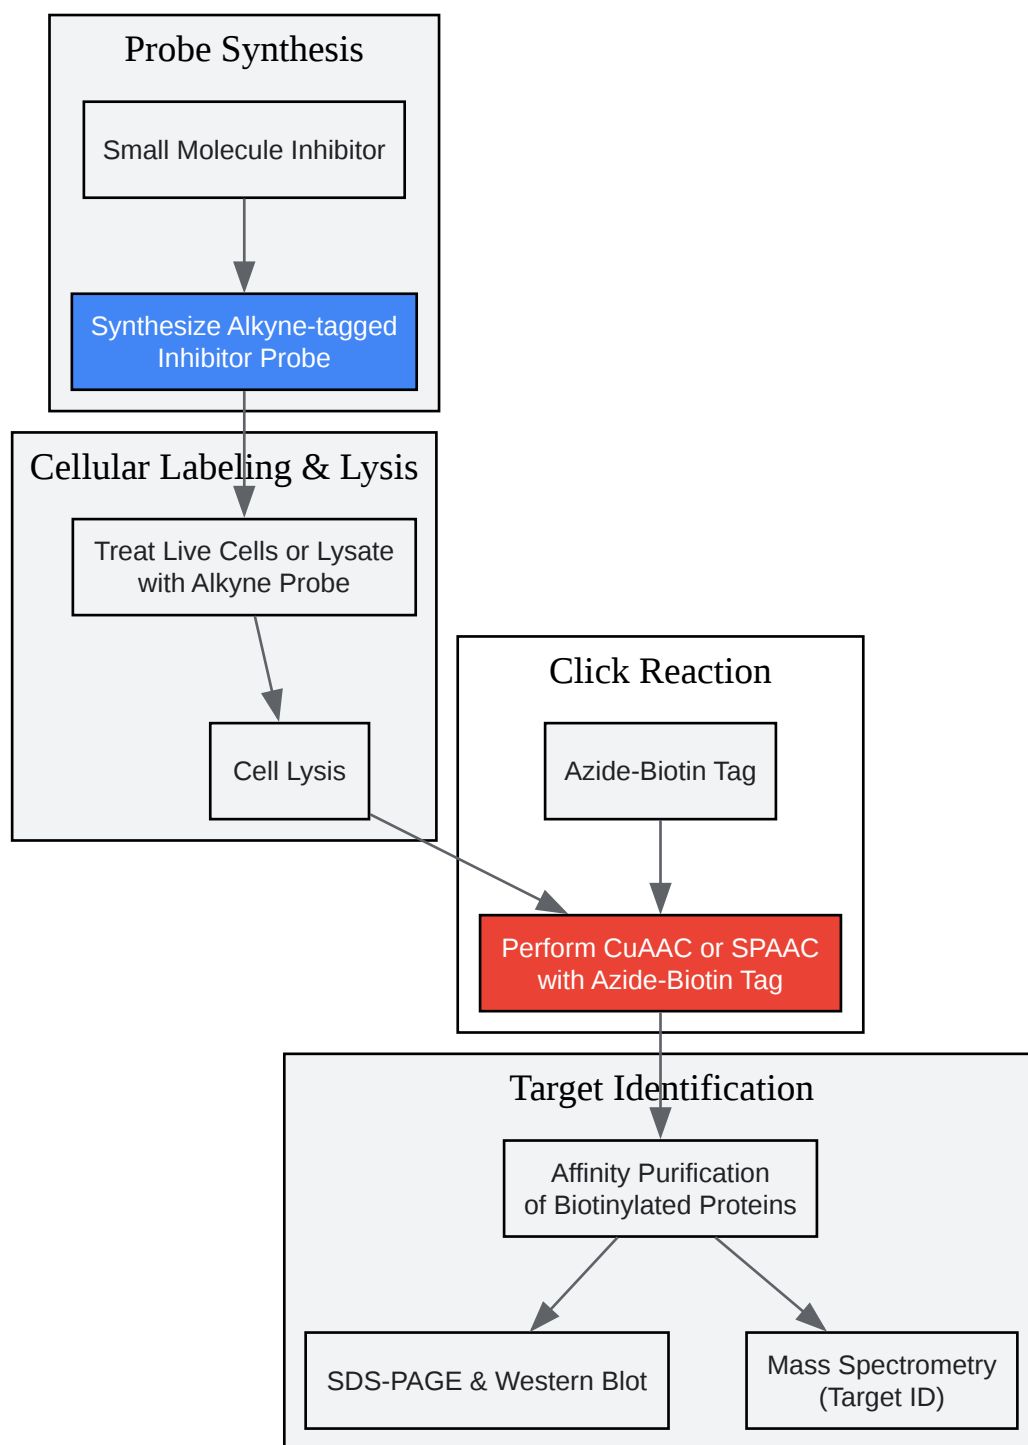 Probe Synthesis
Small Molecule Inhibitor
Synthesize Alkyne-tagged
Inhibitor Probe
Cellular Labeling & Lysis
Treat Live Cells or Lysate
with Alkyne Probe
Cell Lysis
Click Reaction
Azide-Biotin Tag
Perform CuAAC or SPAAC
with Azide-Biotin Tag
Target Identification
Affinity Purification
of Biotinylated Proteins
SDS-PAGE & Western Blot
Mass Spectrometry
(Target ID)